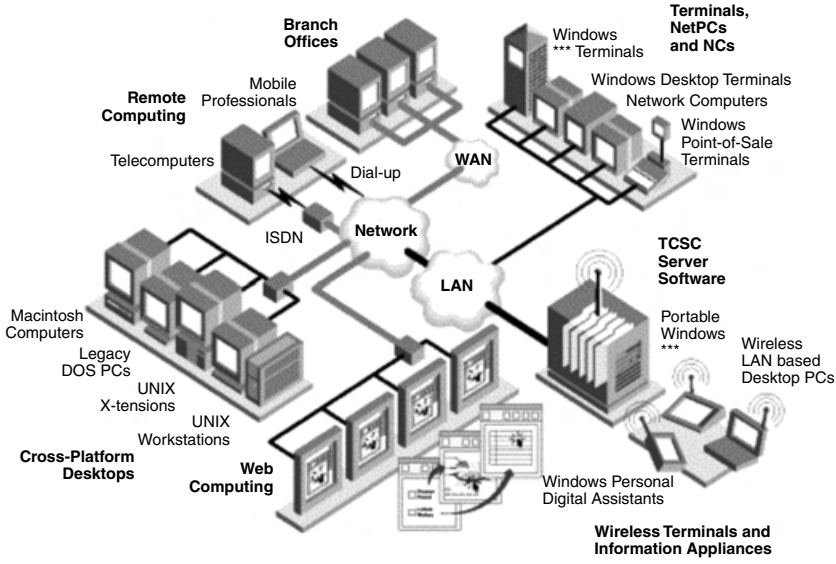 Branch
Offices
Terminals,
NetPCs
and NCs
Windows
*** Terminals
Windows Desktop Terminals
Network Computers
Windows
Point-of-Sale
Terminals
Mobile
Professionals
Remote
Computing
Telecomputers
Dial-up
WAN
ISDN
Network
LAN
TCSC
Server
Software
Portable
Windows
***
Wireless
LAN based
Desktop PCs
Macintosh
Computers
Legacy
DOS PCs
UNIX
X-tensions
UNIX
Workstations
Cross-Platform
Desktops
Web
Computing
Windows Personal
Digital Assistants
Wireless Terminals and
Information Appliances